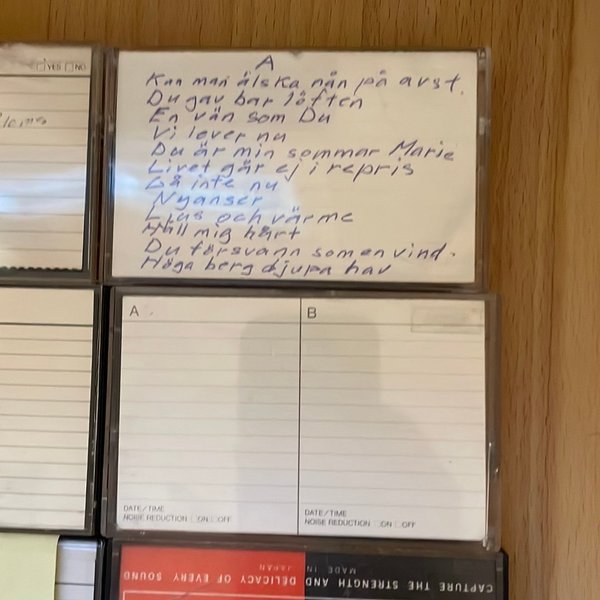 YES NO
A
Kan man älska nån på avst.
Du gav bar löften
En vän som Du
Vi lever nu
Du är min sommar Marie
Livet går ej i repris
Gå inte nu
Nyanser
Ljus och värme
Håll mig hårt
Du försvann som en vind.
Höga berg djupa hav
A
B
DATE/TIME
NOISE REDUCTION ON OFF
DATE/TIME
NOISE REDUCTION ON OFF
CAPTURE THE STRENGTH AND DELICACY OF EVERY SOUND
MADE IN JAPAN